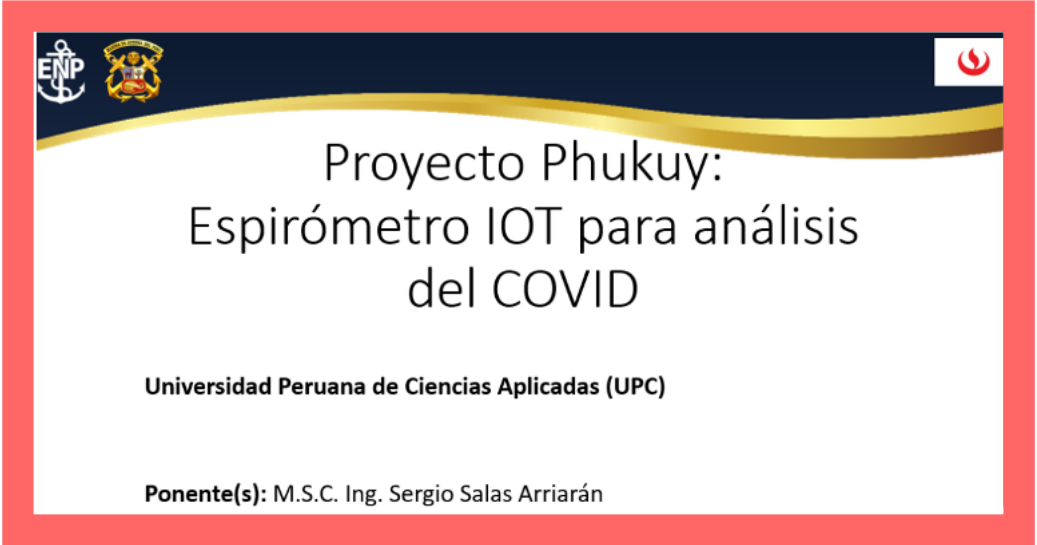 ENP
Proyecto Phukuy:
Espirómetro IOT para análisis
del COVID
Universidad Peruana de Ciencias Aplicadas (UPC)
Ponente(s): M.S.C. Ing. Sergio Salas Arriarán